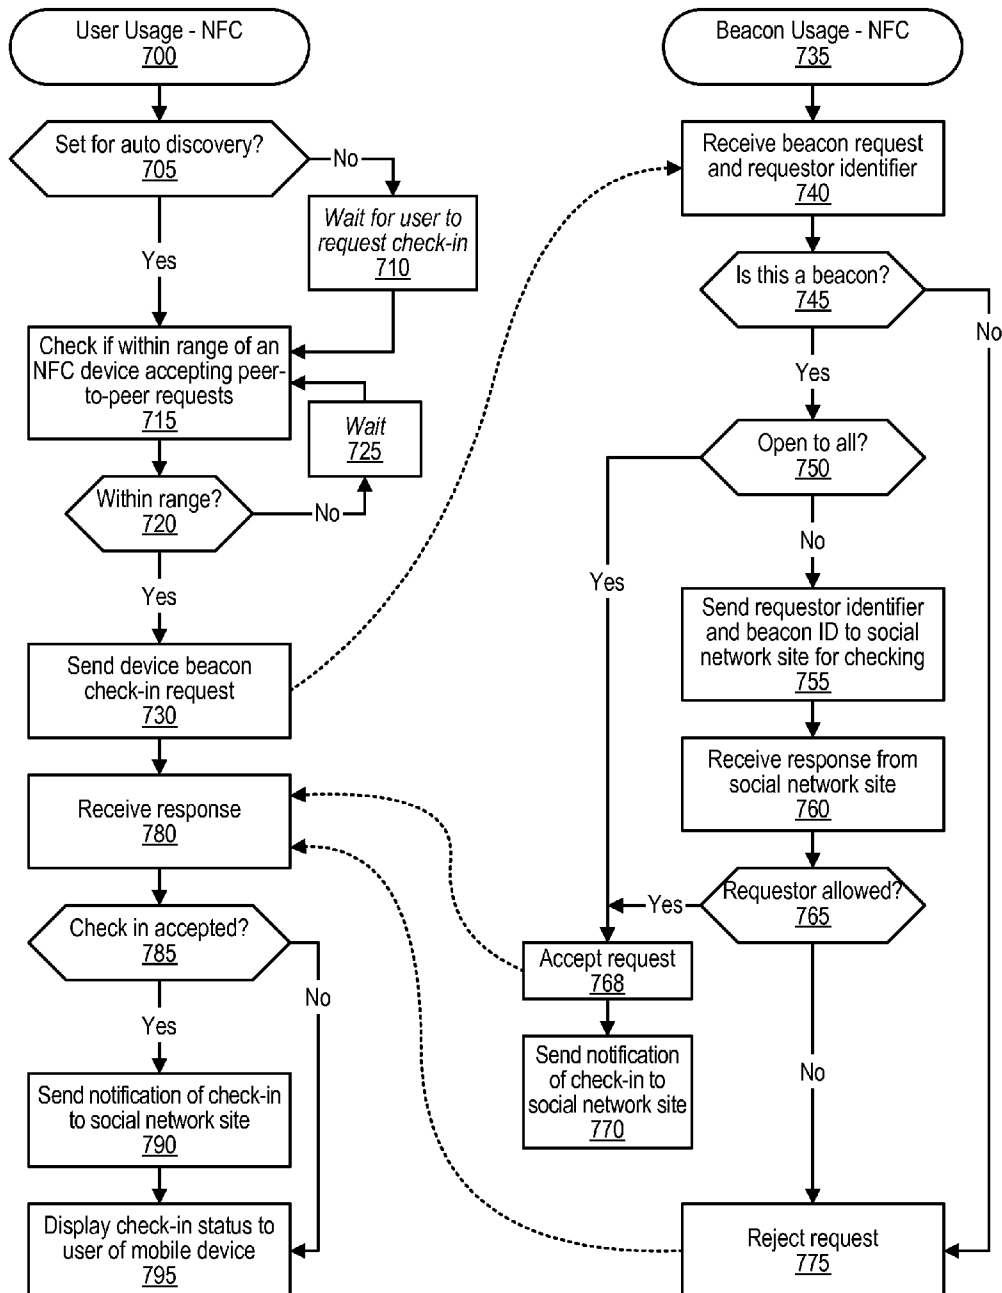 User Usage - NFC
700
Set for auto discovery?
705
No
Wait for user to
request check-in
710
Yes
Check if within range of an
NFC device accepting peer-
to-peer requests
715
Wait
725
Within range?
720
No
Yes
Send device beacon
check-in request
730
Receive response
780
Check in accepted?
785
No
Yes
Send notification of check-in
to social network site
790
Display check-in status to
user of mobile device
795
Beacon Usage - NFC
735
Receive beacon request
and requestor identifier
740
Is this a beacon?
745
No
Yes
Open to all?
750
Yes
No
Send requestor identifier
and beacon ID to social
network site for checking
755
Receive response from
social network site
760
Requestor allowed?
765
Yes
Accept request
768
Send notification
of check-in to
social network site
770
No
Reject request
775